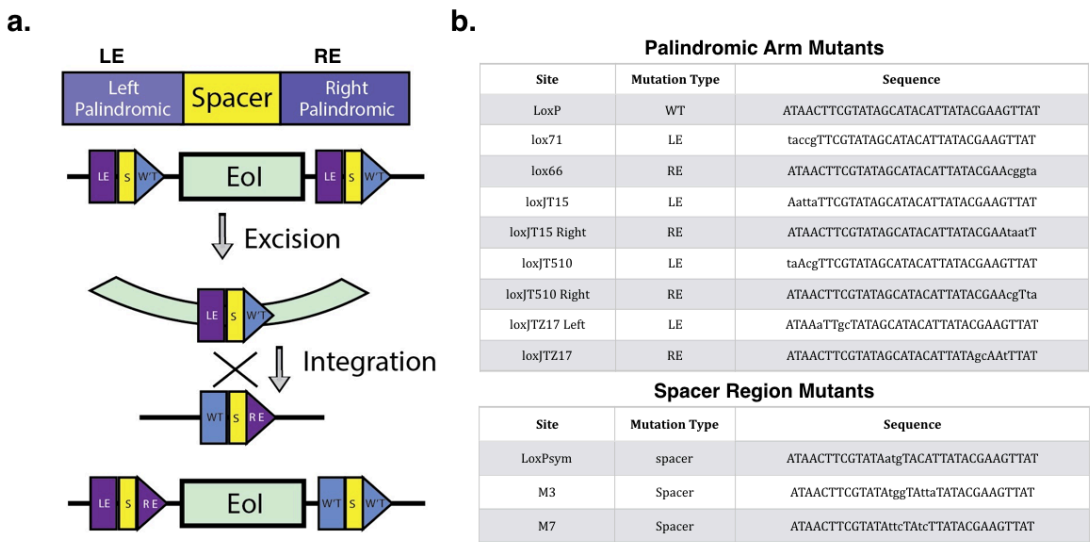 a.
LE RE
Left Palindromic
Spacer
Right Palindromic
LE S W'T EoI LE S W'T
Excision
LE S W'T
Integration
WT S R E
LE S R E EoI W'T S W'T
b.
Palindromic Arm Mutants
Site Mutation Type Sequence
LoxP WT ATAACTTCGTATAGCATACATTATACGAAGTTAT
lox71 LE taccgTTCGTATAGCATACATTATACGAAGTTAT
lox66 RE ATAACTTCGTATAGCATACATTATACGAAcggta
loxJT15 LE AattaTTCGTATAGCATACATTATACGAAGTTAT
loxJT15 Right RE ATAACTTCGTATAGCATACATTATACGAAtaatT
loxJT510 LE taAcgTTCGTATAGCATACATTATACGAAGTTAT
loxJT510 Right RE ATAACTTCGTATAGCATACATTATACGAAcgTta
loxJTZ17 Left LE ATAAaTTgcTATAGCATACATTATACGAAGTTAT
loxJTZ17 RE ATAACTTCGTATAGCATACATTATAgcAAtTTAT
Spacer Region Mutants
Site Mutation Type Sequence
LoxPsym spacer ATAACTTCGTATAatgTACATTATACGAAGTTAT
M3 Spacer ATAACTTCGTATAtggTAttaTATACGAAGTTAT
M7 Spacer ATAACTTCGTATAttcTAtcTTATACGAAGTTAT